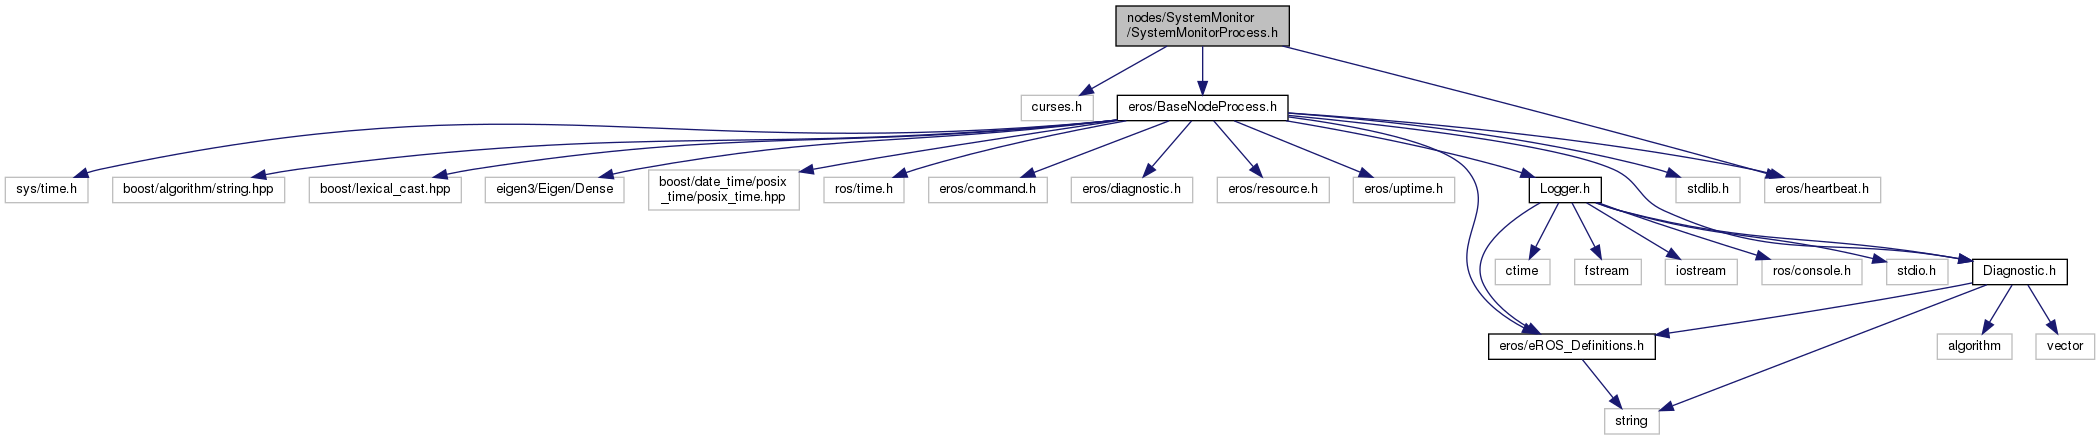 nodes/SystemMonitor
/SystemMonitorProcess.h
curses.h
eros/BaseNodeProcess.h
sys/time.h
boost/algorithm/string.hpp
boost/lexical_cast.hpp
eigen3/Eigen/Dense
boost/date_time/posix
_time/posix_time.hpp
ros/time.h
eros/command.h
eros/diagnostic.h
eros/resource.h
eros/uptime.h
Logger.h
stdlib.h
eros/heartbeat.h
ctime
fstream
iostream
ros/console.h
stdio.h
Diagnostic.h
eros/eROS_Definitions.h
algorithm
vector
string